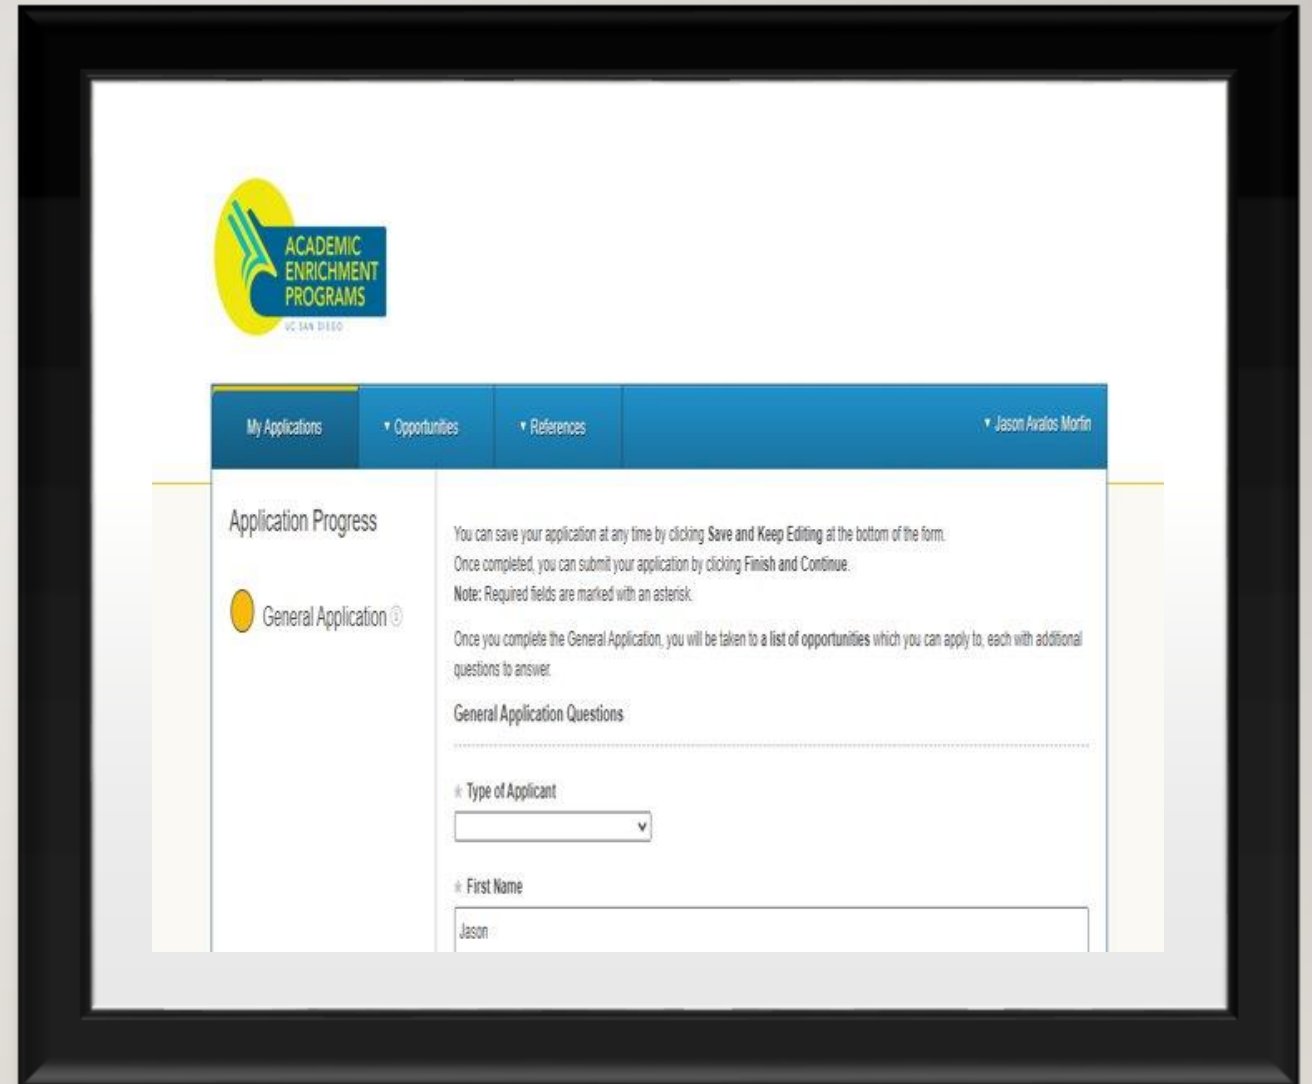 ACADEMIC
ENRICHMENT
PROGRAMS
UC SAN DIEGO
My Applications ▾ Opportunities ▾ References ▾ Jason Avalos Morfin
Application Progress
General Application
You can save your application at any time by clicking Save and Keep Editing at the bottom of the form.
Once completed, you can submit your application by clicking Finish and Continue.
Note: Required fields are marked with an asterisk.
Once you complete the General Application, you will be taken to a list of opportunities which you can apply to, each with additional
questions to answer.
General Application Questions
* Type of Applicant
* First Name
Jason